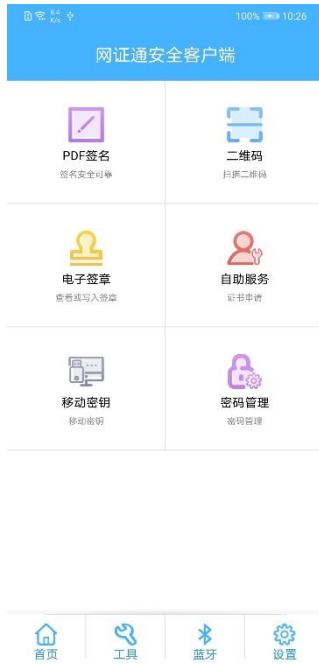 100% 10:26
网证通安全客户端
PDF签名
签名安全可靠
二维码
扫描二维码
电子签章
查看或写入签章
自助服务
证书申请
移动密钥
移动密钥
密码管理
密码管理
首页
工具
蓝牙
设置